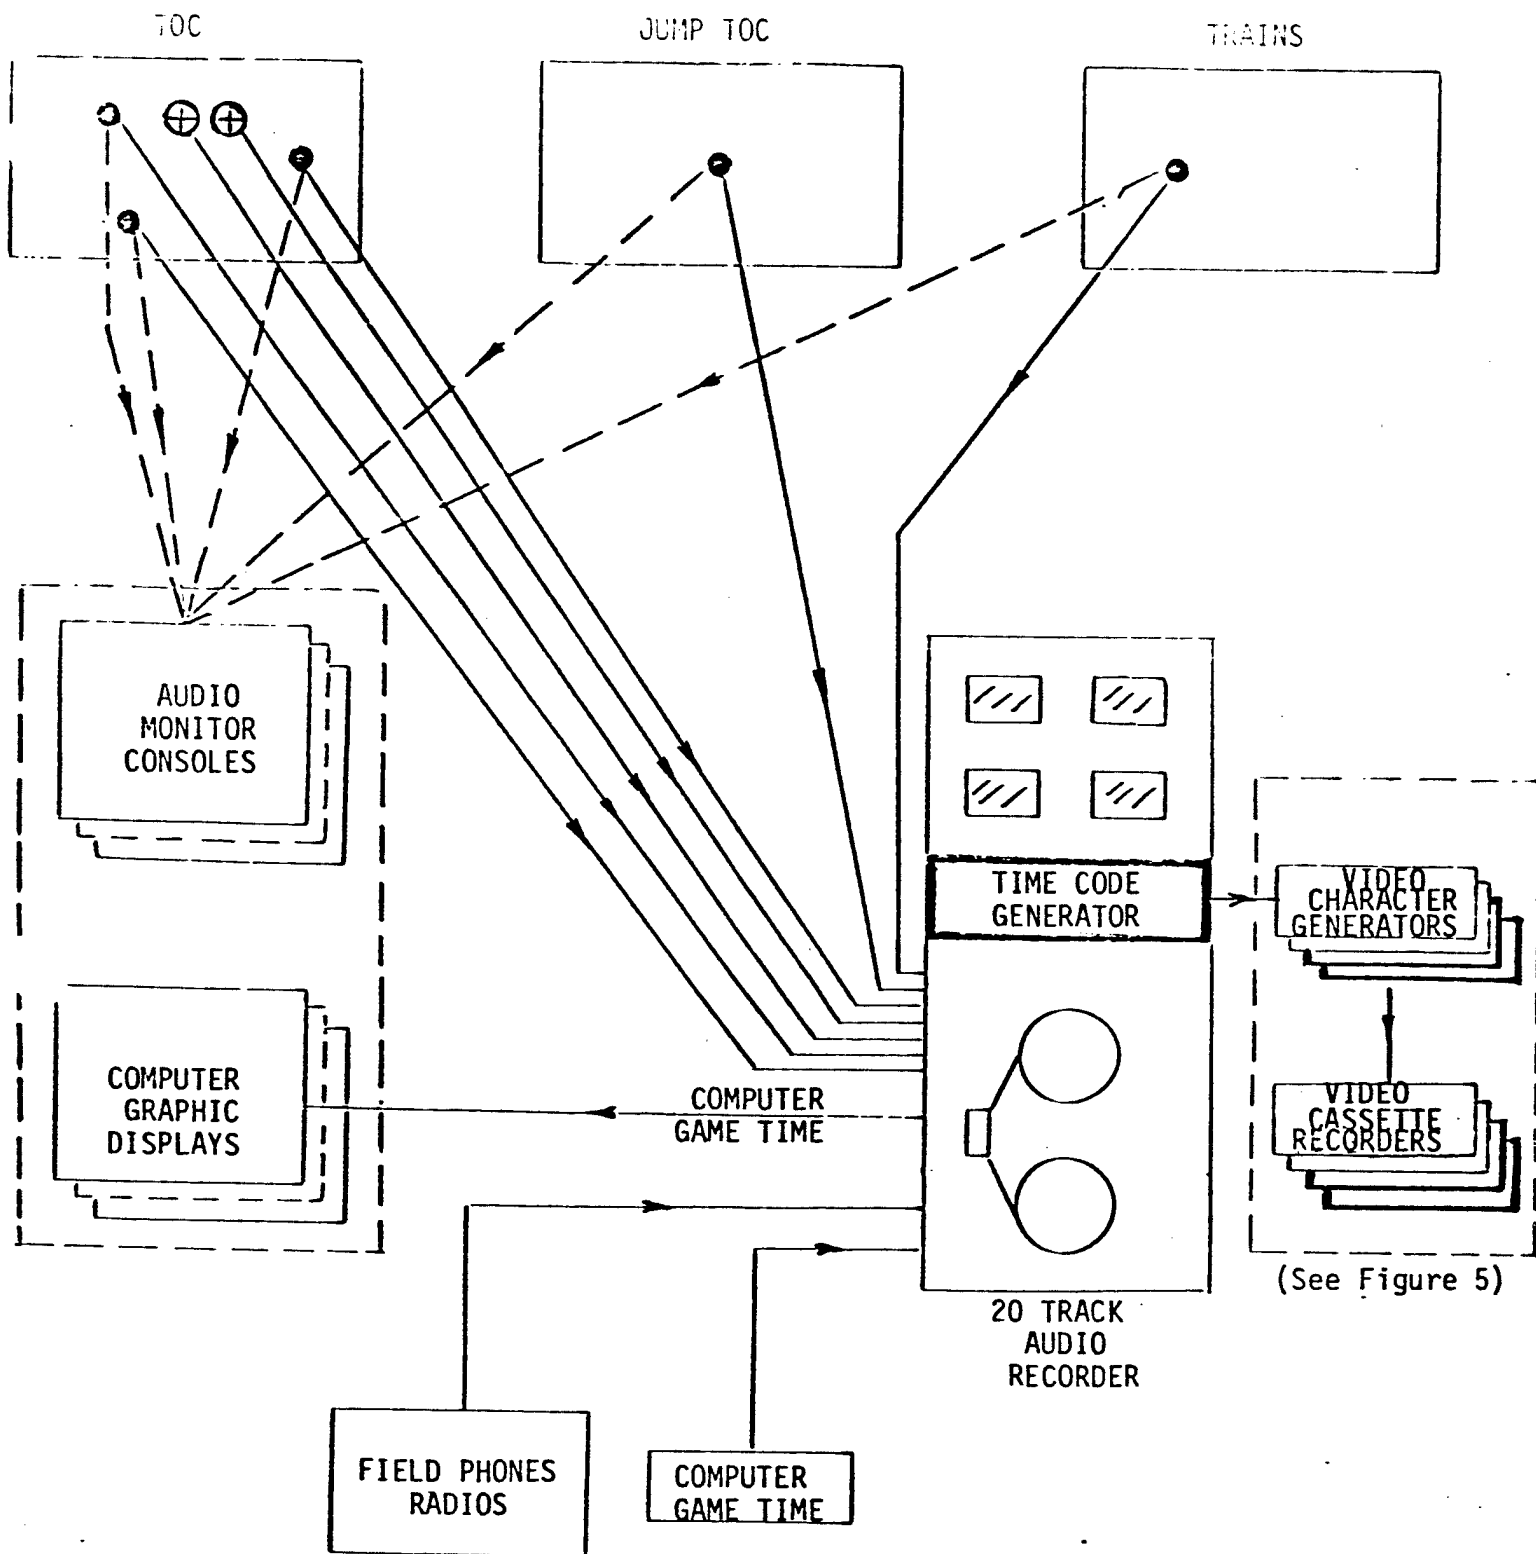 TOC
JUMP TOC
TRAINS
AUDIO
MONITOR
CONSOLES
TIME CODE
GENERATOR
VIDEO
CHARACTER
GENERATORS
COMPUTER
GRAPHIC
DISPLAYS
COMPUTER
GAME TIME
VIDEO
CASSETTE
RECORDERS
(See Figure 5)
20 TRACK
AUDIO
RECORDER
FIELD PHONES
RADIOS
COMPUTER
GAME TIME